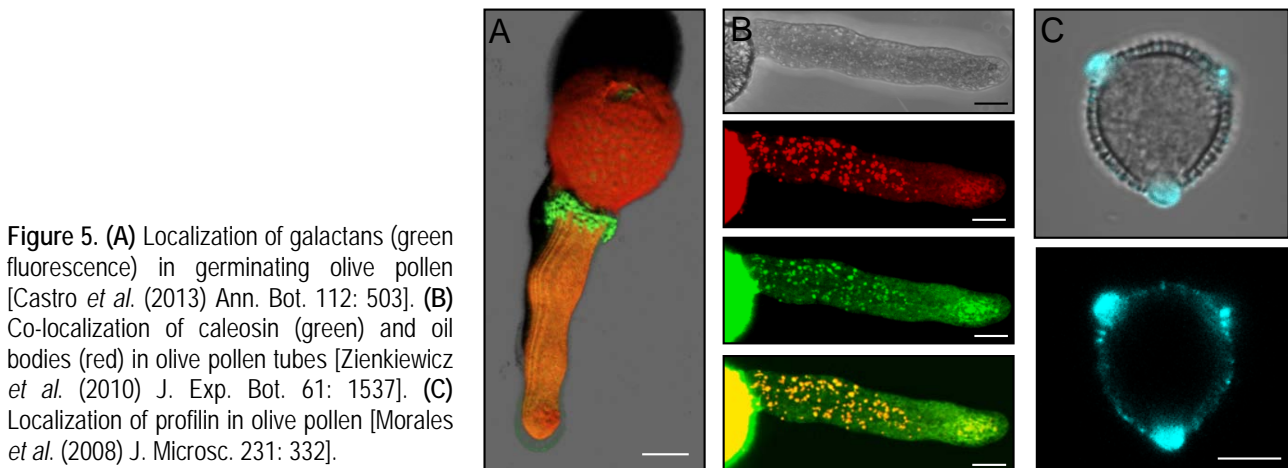 A
B
C
Figure 5. (A) Localization of galactans (green
fluorescence) in germinating olive pollen
[Castro et al. (2013) Ann. Bot. 112: 503]. (B)
Co-localization of caleosin (green) and oil
bodies (red) in olive pollen tubes [Zienkiewicz
et al. (2010) J. Exp. Bot. 61: 1537]. (C)
Localization of profilin in olive pollen [Morales
et al. (2008) J. Microsc. 231: 332].